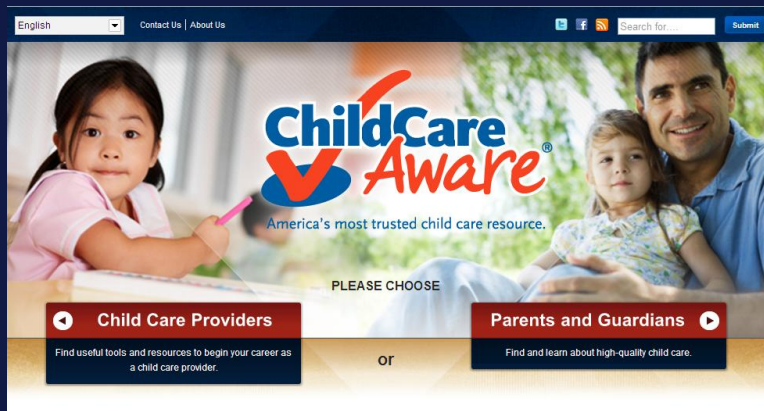 English
Contact Us | About Us
Search for....
Submit
ChildCare
Aware®
America's most trusted child care resource.
PLEASE CHOOSE
Child Care Providers
Find useful tools and resources to begin your career as
a child care provider.
or
Parents and Guardians
Find and learn about high-quality child care.